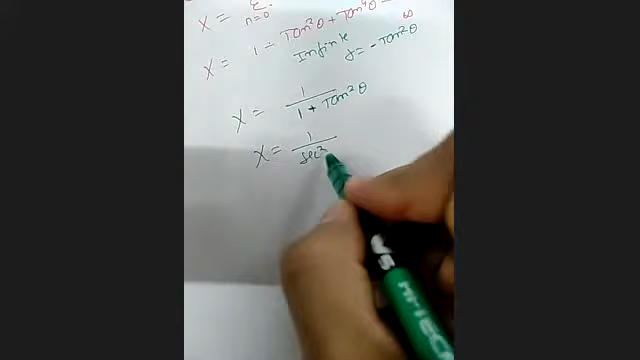 X = Σ n=0
X = 1 - Tan²θ + Tan⁴θ - ∞
Infinite r = - Tan²θ
X = 1 / 1 + Tan²θ
X = 1 / sec²